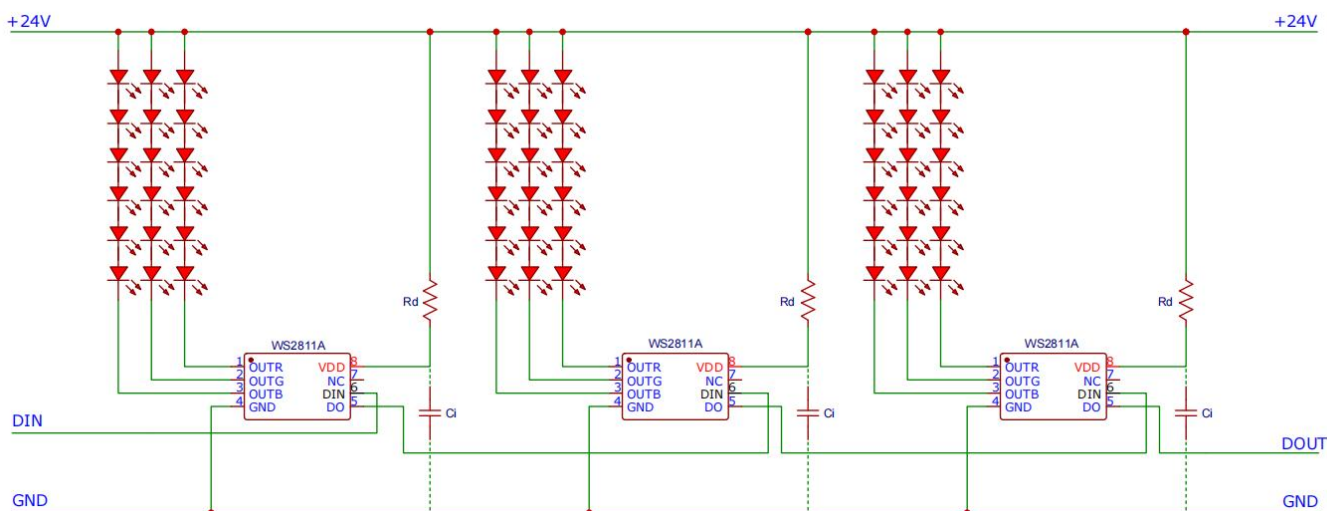 +24V +24V
Rd Rd Rd
WS2811A WS2811A WS2811A
1 OUTR VDD 8 1 OUTR VDD 8 1 OUTR VDD 8
2 OUTG NC 7 2 OUTG NC 7 2 OUTG NC 7
3 OUTB DIN 6 3 OUTB DIN 6 3 OUTB DIN 6
4 GND DO 5 4 GND DO 5 4 GND DO 5
Ci Ci Ci
DIN
DOUT
GND GND